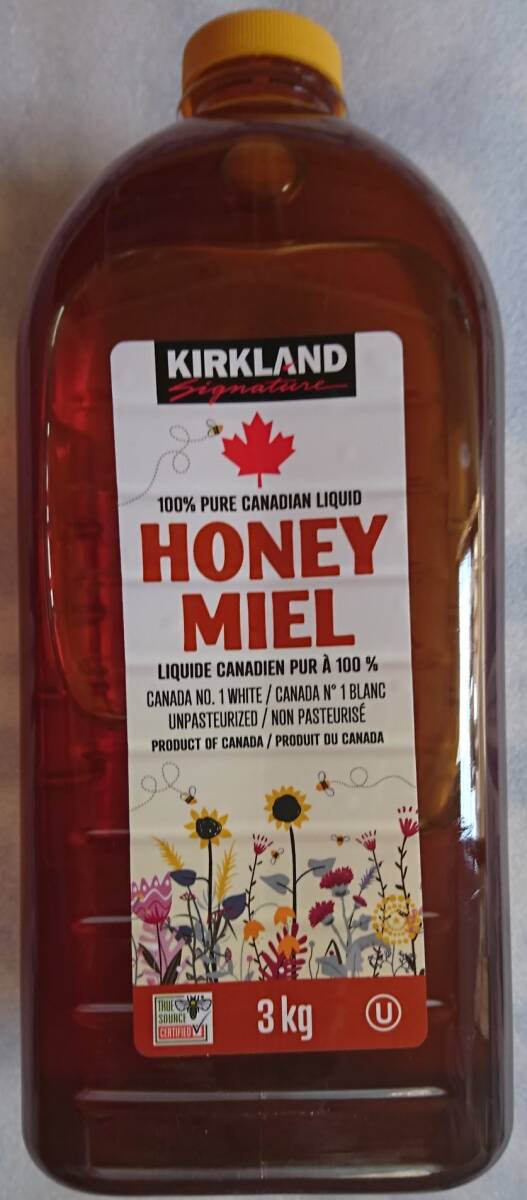 KIRKLAND
Signature
100% PURE CANADIAN LIQUID
HONEY
MIEL
LIQUIDE CANADIEN PUR À 100 %
CANADA NO. 1 WHITE / CANADA N° 1 BLANC
UNPASTEURIZED / NON PASTEURISÉ
PRODUCT OF CANADA / PRODUIT DU CANADA
TRUE
SOURCE
CERTIFIED
3 kg
U